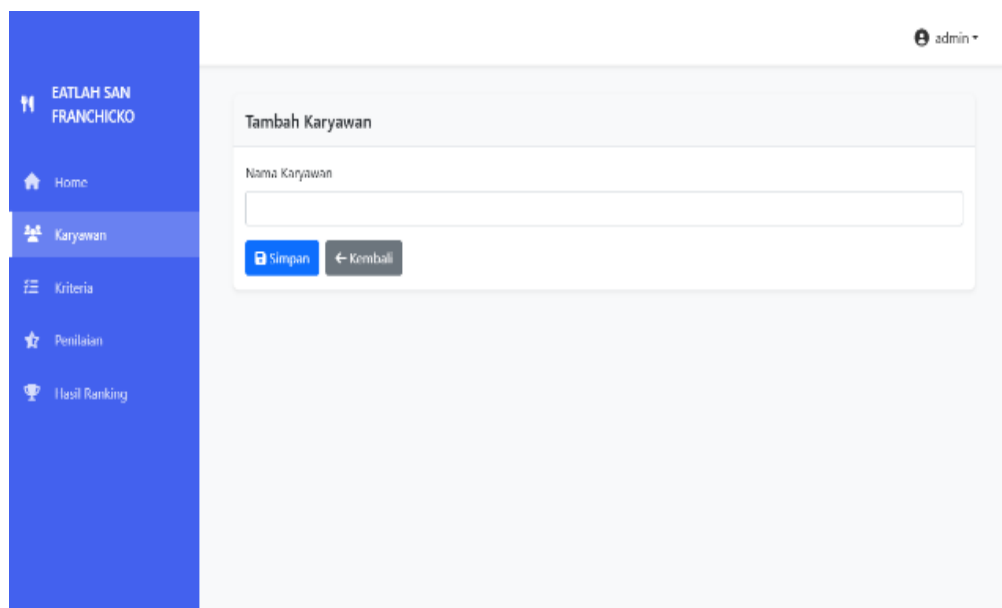 admin
EATLAH SAN
FRANCHICKO
Home
Karyawan
Kriteria
Penilaian
Hasil Ranking
Tambah Karyawan
Nama Karyawan
Simpan
Kembali